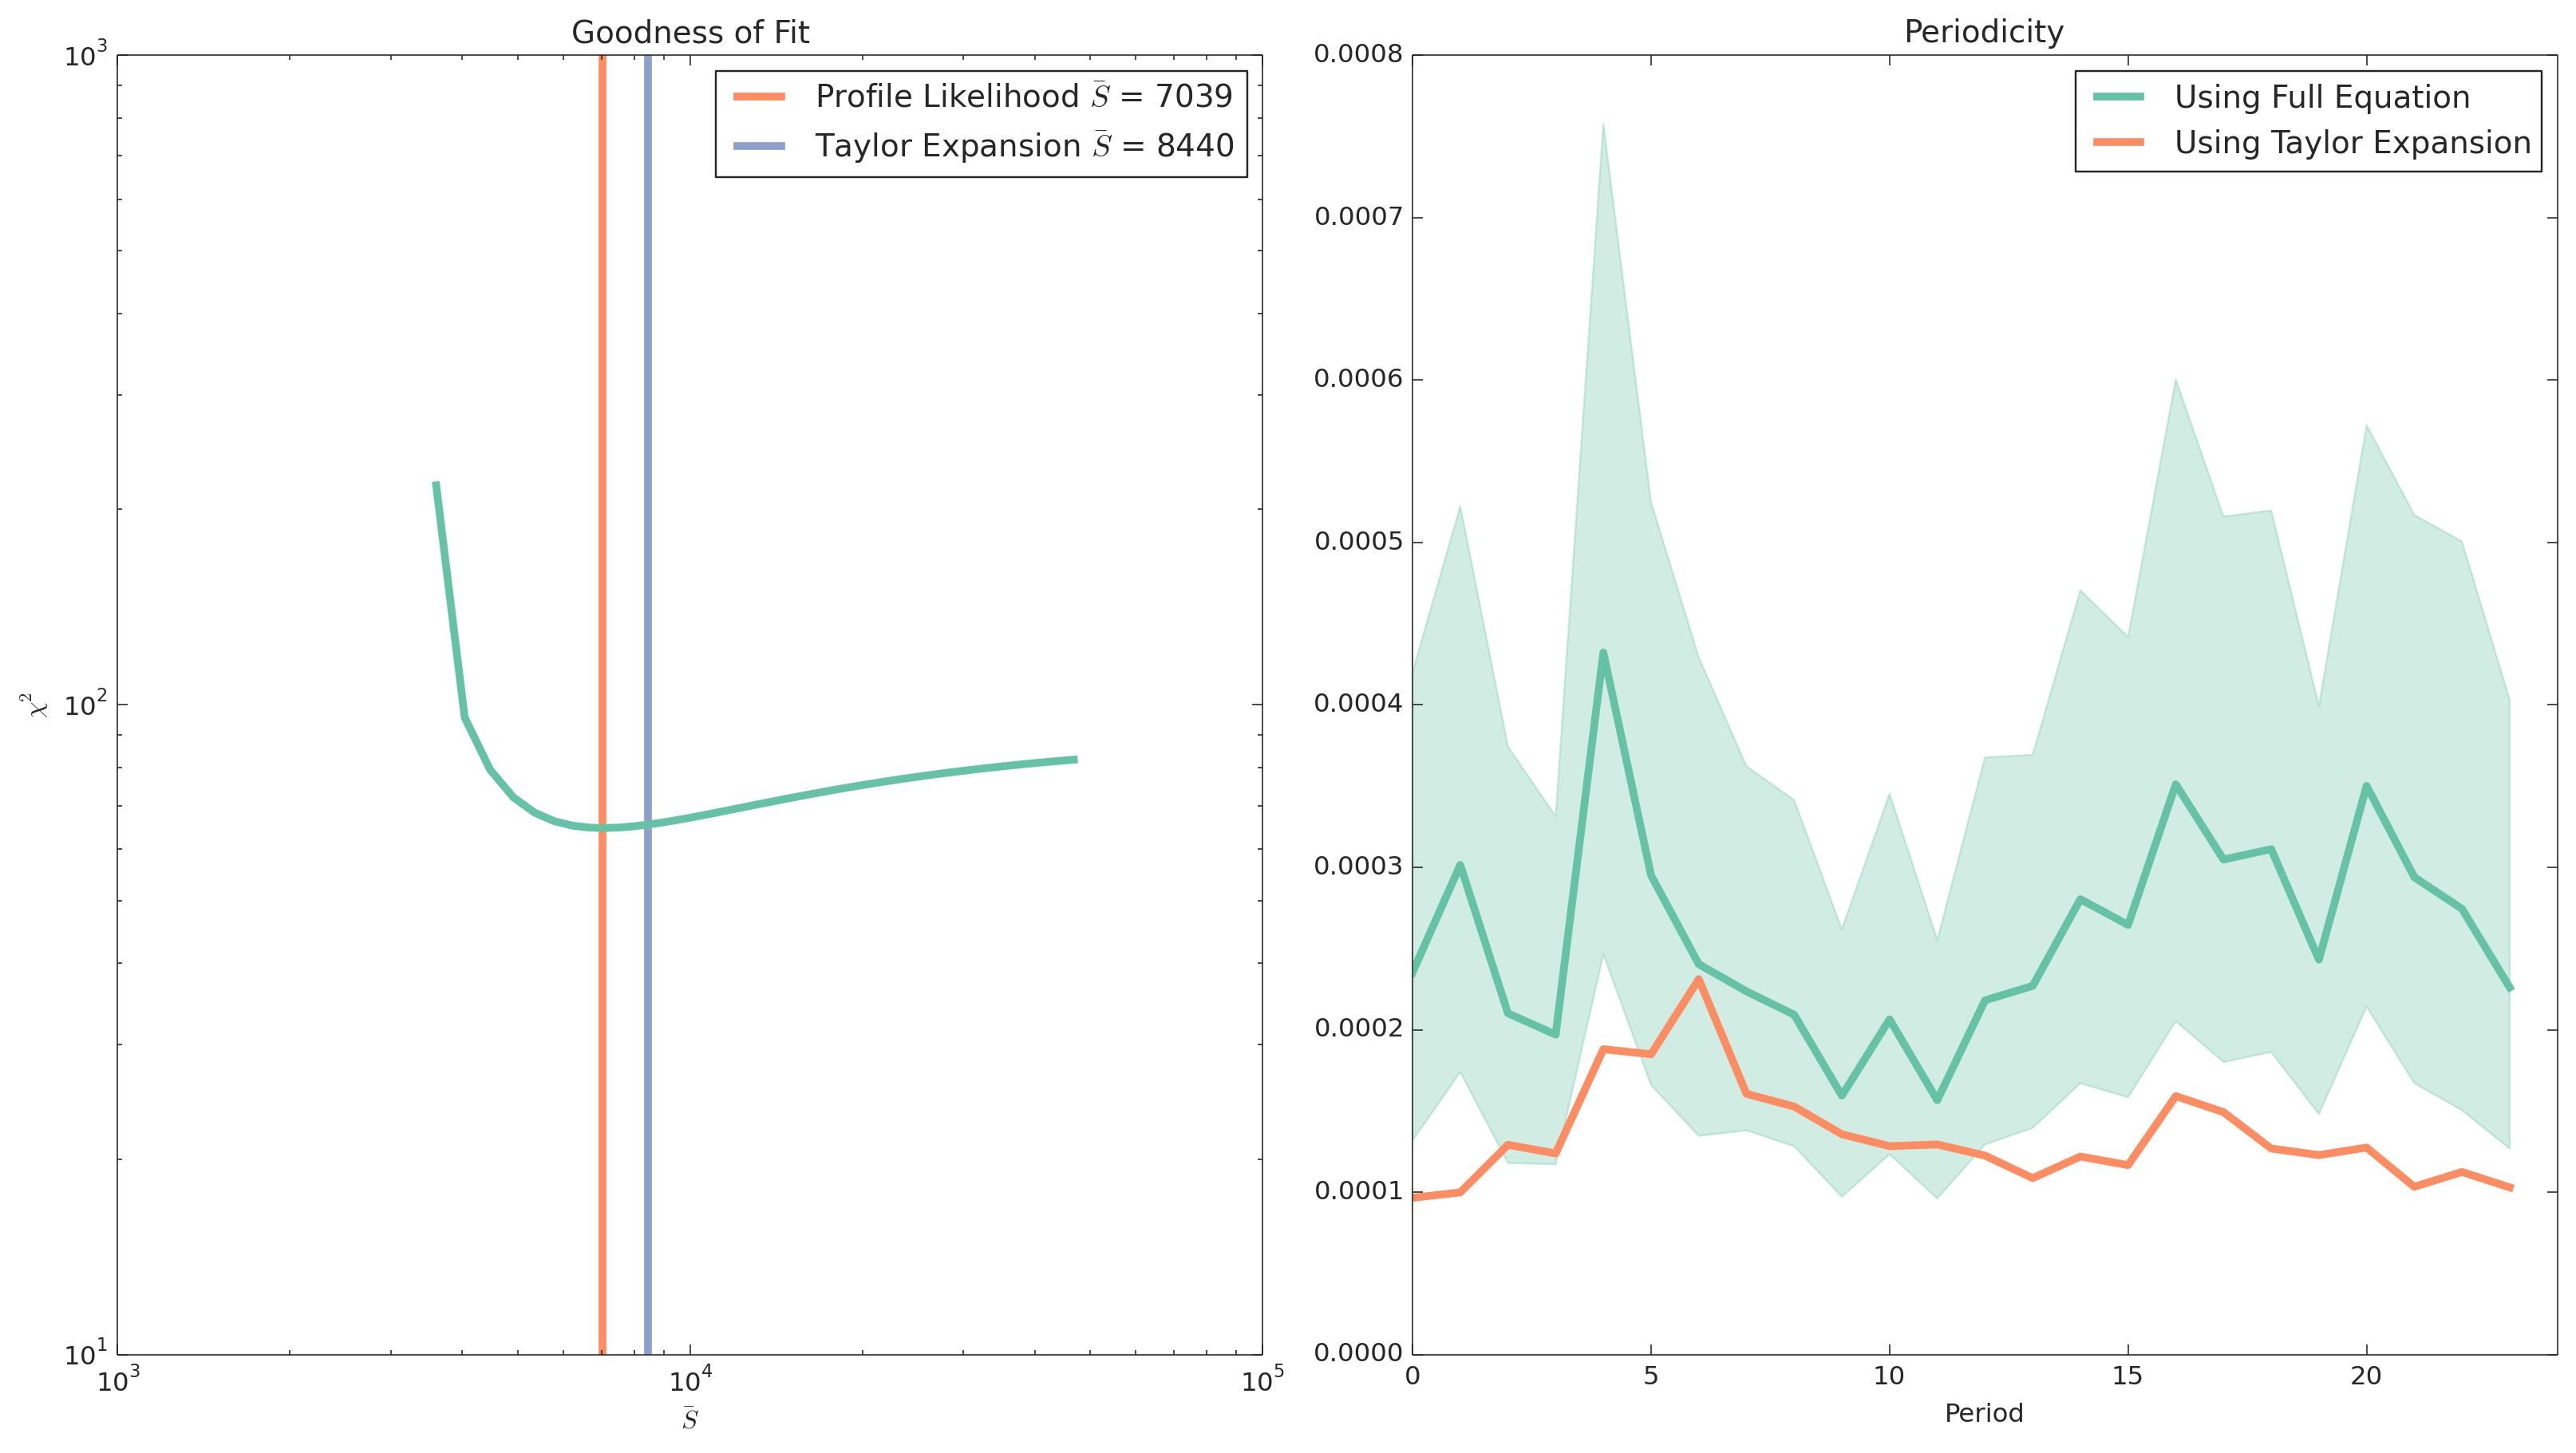 Goodness of Fit
10³
10²
10¹
χ²
10³ 10⁴ 10⁵
S̄
Profile Likelihood S̄ = 7039
Taylor Expansion S̄ = 8440
Periodicity
0.0008
0.0007
0.0006
0.0005
0.0004
0.0003
0.0002
0.0001
0.0000
0 5 10 15 20
Period
Using Full Equation
Using Taylor Expansion